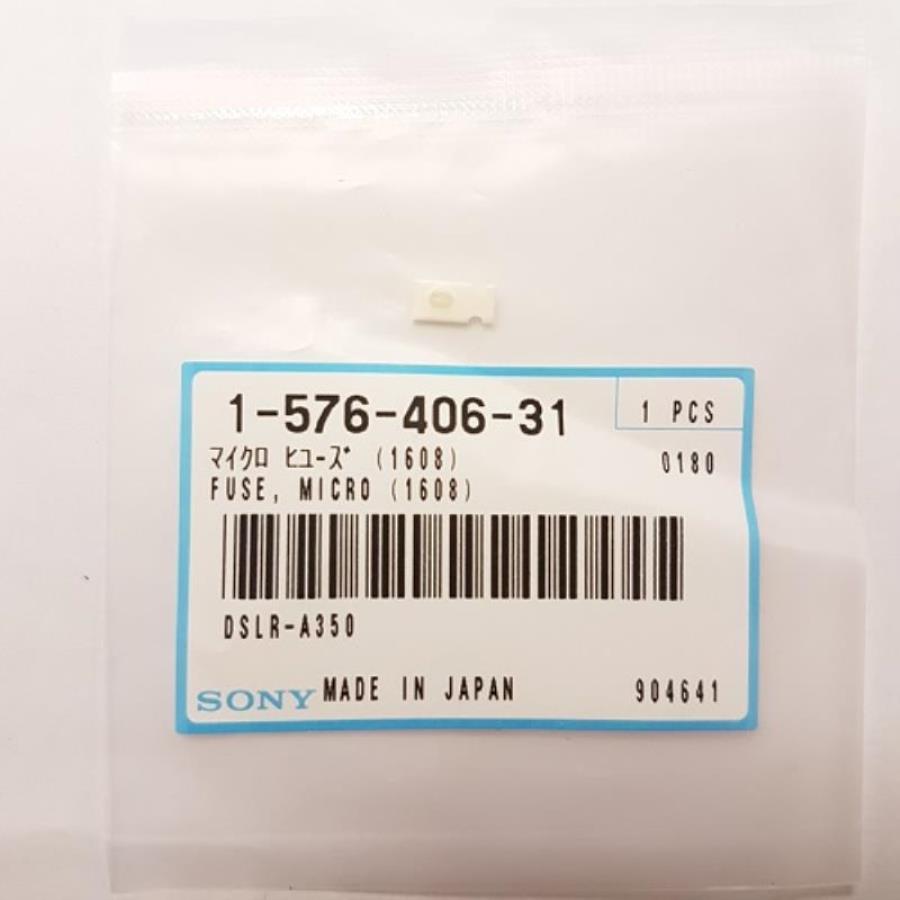 1-576-406-31 1 PCS
ﾏｲｸﾛ ﾋﾕｰｽﾞ (1608) 0180
FUSE, MICRO (1608)
DSLR-A350
SONY MADE IN JAPAN 904641